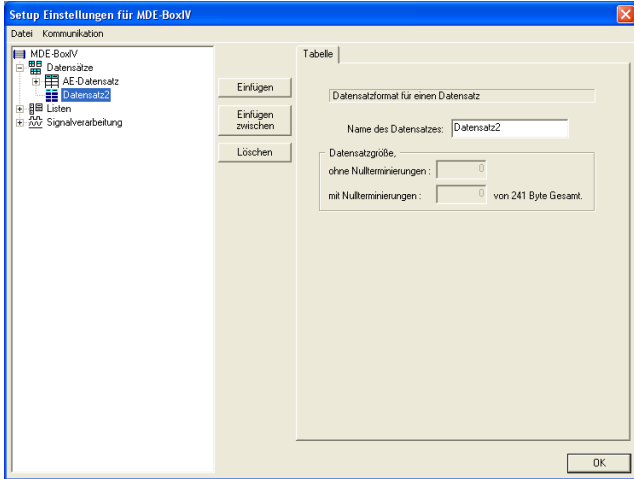 Setup Einstellungen für MDE-BoxIV
Datei Kommunikation
MDE-BoxIV
Datensätze
AE-Datensatz
Datensatz2
Listen
Signalverarbeitung
Einfügen
Einfügen
zwischen
Löschen
Tabelle
Datensatzformat für einen Datensatz
Name des Datensatzes: Datensatz2
Datensatzgröße,
ohne Nullterminierungen : 0
mit Nullterminierungen : 0 von 241 Byte Gesamt.
OK